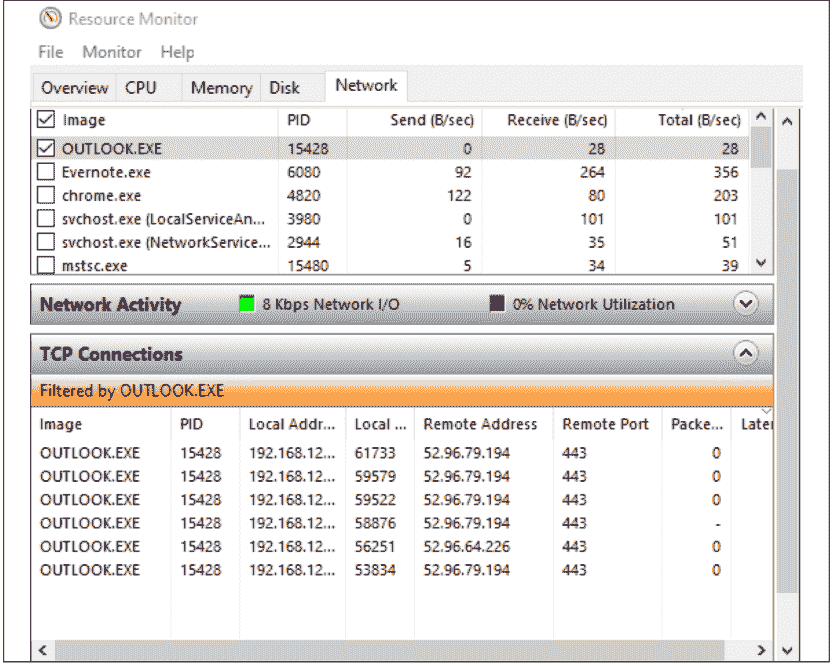 Resource Monitor
File Monitor Help
Overview CPU Memory Disk Network
Image PID Send (B/sec) Receive (B/sec) Total (B/sec)
OUTLOOK.EXE 15428 0 28 28
Evernote.exe 6080 92 264 356
chrome.exe 4820 122 80 203
svchost.exe (LocalServiceAn... 3980 0 101 101
svchost.exe (NetworkService... 2944 16 35 51
mstsc.exe 15480 5 34 39
Network Activity 8 Kbps Network I/O 0% Network Utilization
TCP Connections
Filtered by OUTLOOK.EXE
Image PID Local Addr... Local ... Remote Address Remote Port Packe... Later
OUTLOOK.EXE 15428 192.168.12... 61733 52.96.79.194 443 0
OUTLOOK.EXE 15428 192.168.12... 59579 52.96.79.194 443 0
OUTLOOK.EXE 15428 192.168.12... 59522 52.96.79.194 443 0
OUTLOOK.EXE 15428 192.168.12... 58876 52.96.79.194 443 -
OUTLOOK.EXE 15428 192.168.12... 56251 52.96.64.226 443 0
OUTLOOK.EXE 15428 192.168.12... 53834 52.96.79.194 443 0